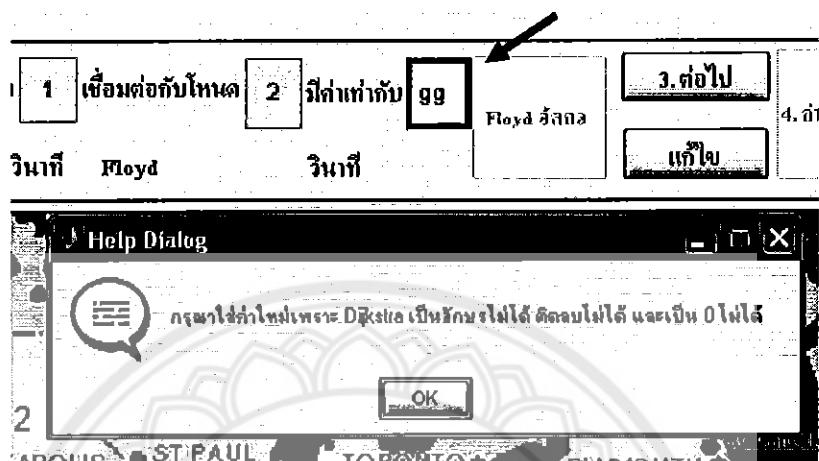 1 เชื่อมต่อกับโหนด 2 มีค่าเท่ากับ gg
3. ต่อไป
Floyd อัลกอ
แก้ไข
วินาที Floyd วินาที
Help Dialog
กรุณาใส่ค่าใหม่เพราะ Dijkstra เป็นอักษรไม่ได้ ติดลบไม่ได้ และเป็น 0 ไม่ได้
OK
2
ST PAUL
TORONTO